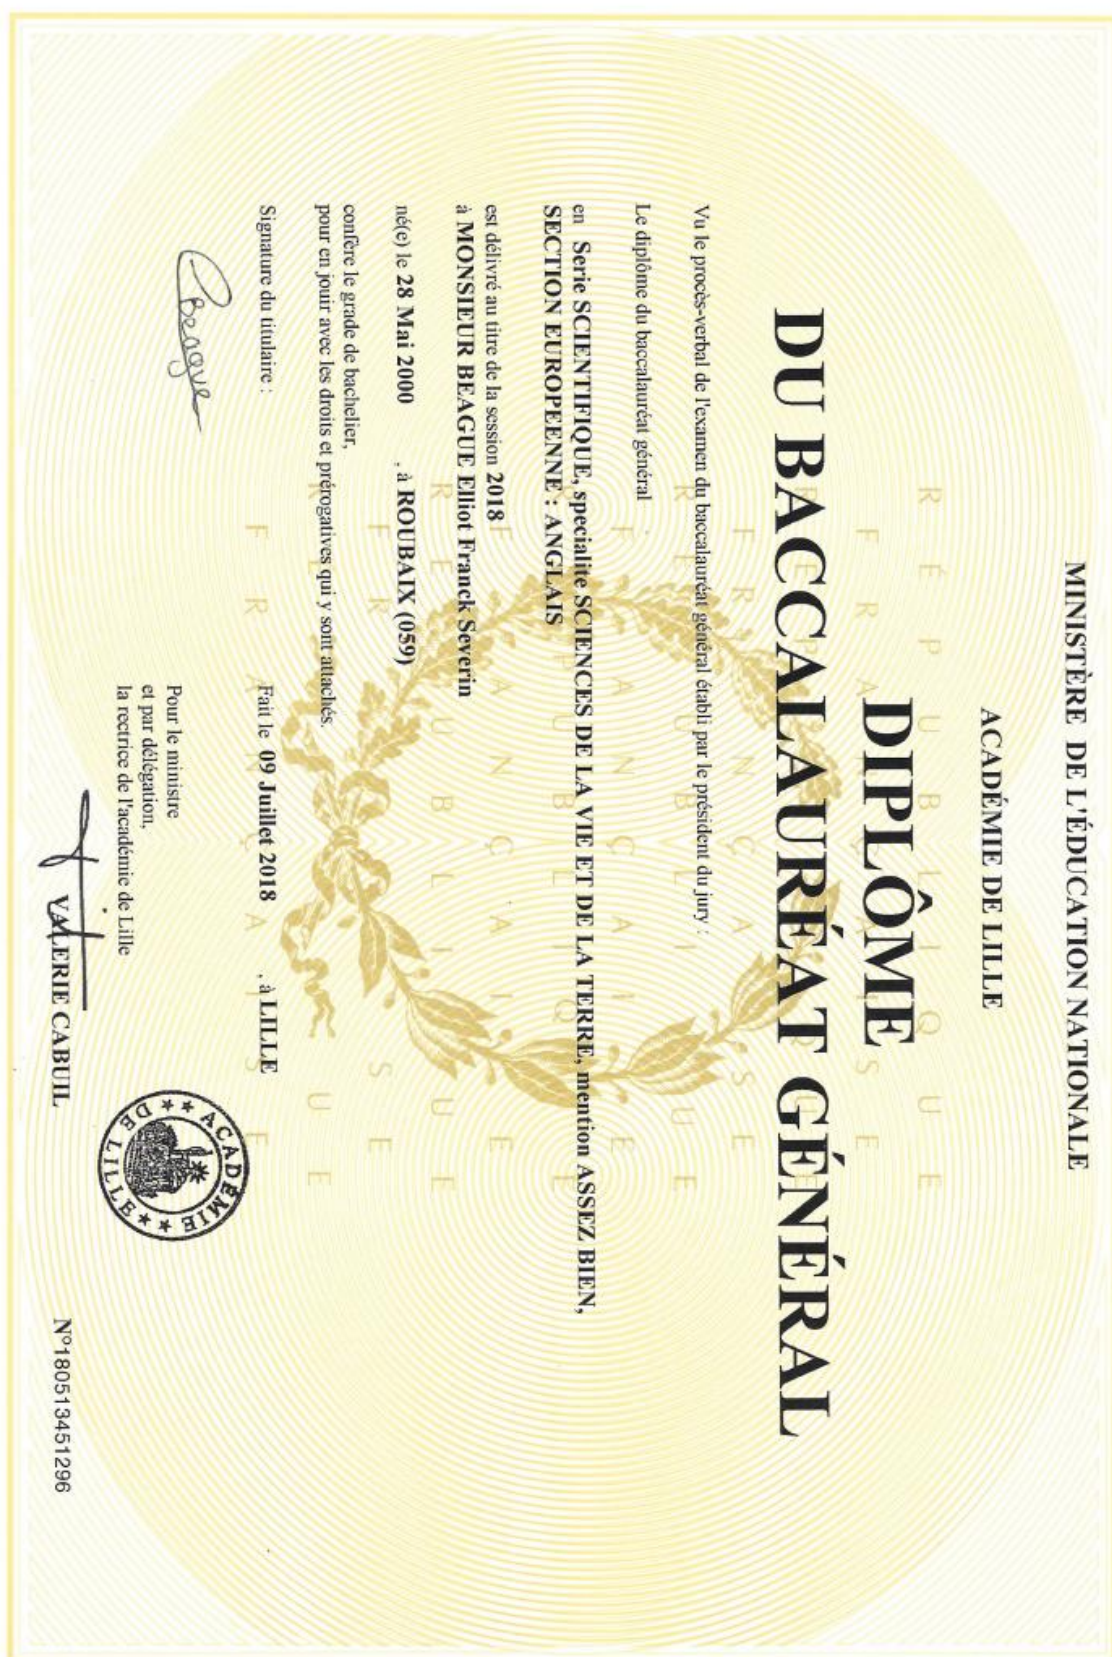 MINISTÈRE DE L'ÉDUCATION NATIONALE
ACADÉMIE DE LILLE
DIPLÔME
DU BACCALAURÉAT GÉNÉRAL
Vu le procès-verbal de l'examen du baccalauréat général établi par le président du jury :
Le diplôme du baccalauréat général
en Serie SCIENTIFIQUE, specialite SCIENCES DE LA VIE ET DE LA TERRE, mention ASSEZ BIEN,
SECTION EUROPEENNE : ANGLAIS
est délivré au titre de la session 2018
à MONSIEUR BEAGUE Elliot Franck Severin
né(e) le 28 Mai 2000 , à ROUBAIX (059)
confère le grade de bachelier,
pour en jouir avec les droits et prérogatives qui y sont attachés.
Signature du titulaire : Fait le 09 Juillet 2018 , à LILLE
Beague
Pour le ministre
et par délégation,
la rectrice de l'académie de Lille
VALERIE CABUIL
ACADÉMIE DE LILLE
N°180513451296